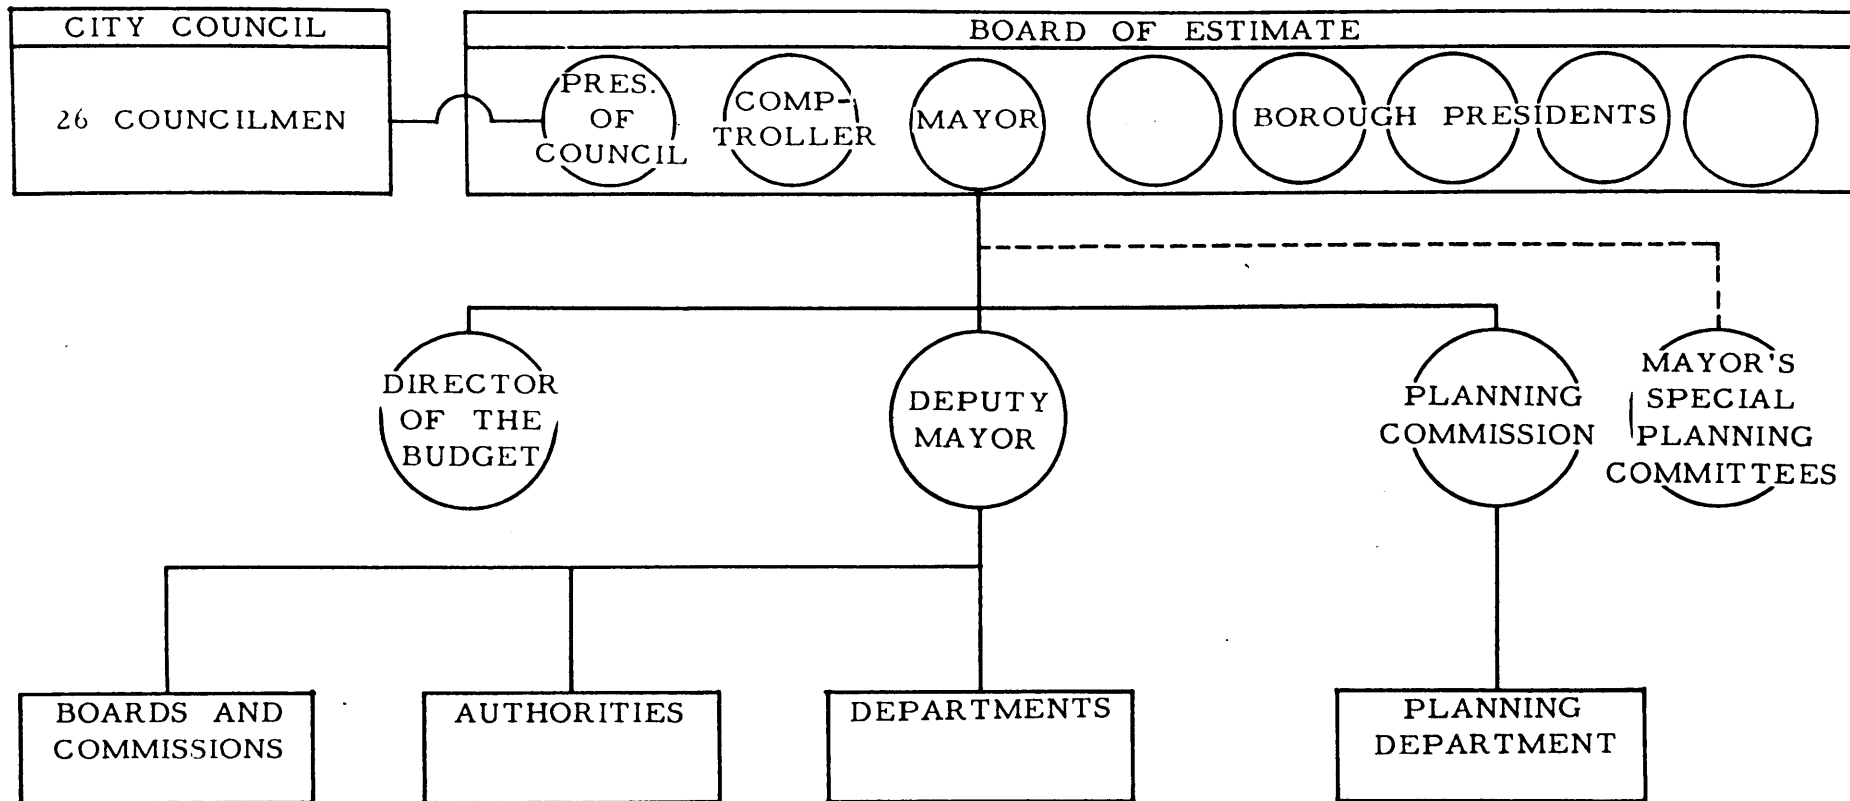 CITY COUNCIL
26 COUNCILMEN
BOARD OF ESTIMATE
PRES.
OF
COUNCIL
COMP-
TROLLER
MAYOR
BOROUGH PRESIDENTS
DIRECTOR
OF THE
BUDGET
DEPUTY
MAYOR
PLANNING
COMMISSION
MAYOR'S
SPECIAL
PLANNING
COMMITTEES
BOARDS AND
COMMISSIONS
AUTHORITIES
DEPARTMENTS
PLANNING
DEPARTMENT